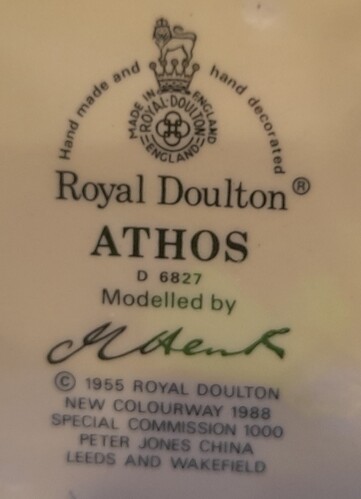 Hand made and hand decorated
MADE IN ENGLAND
ROYAL·DOULTON
ENGLAND
Royal Doulton®
ATHOS
D 6827
Modelled by
© 1955 ROYAL DOULTON
NEW COLOURWAY 1988
SPECIAL COMMISSION 1000
PETER JONES CHINA
LEEDS AND WAKEFIELD